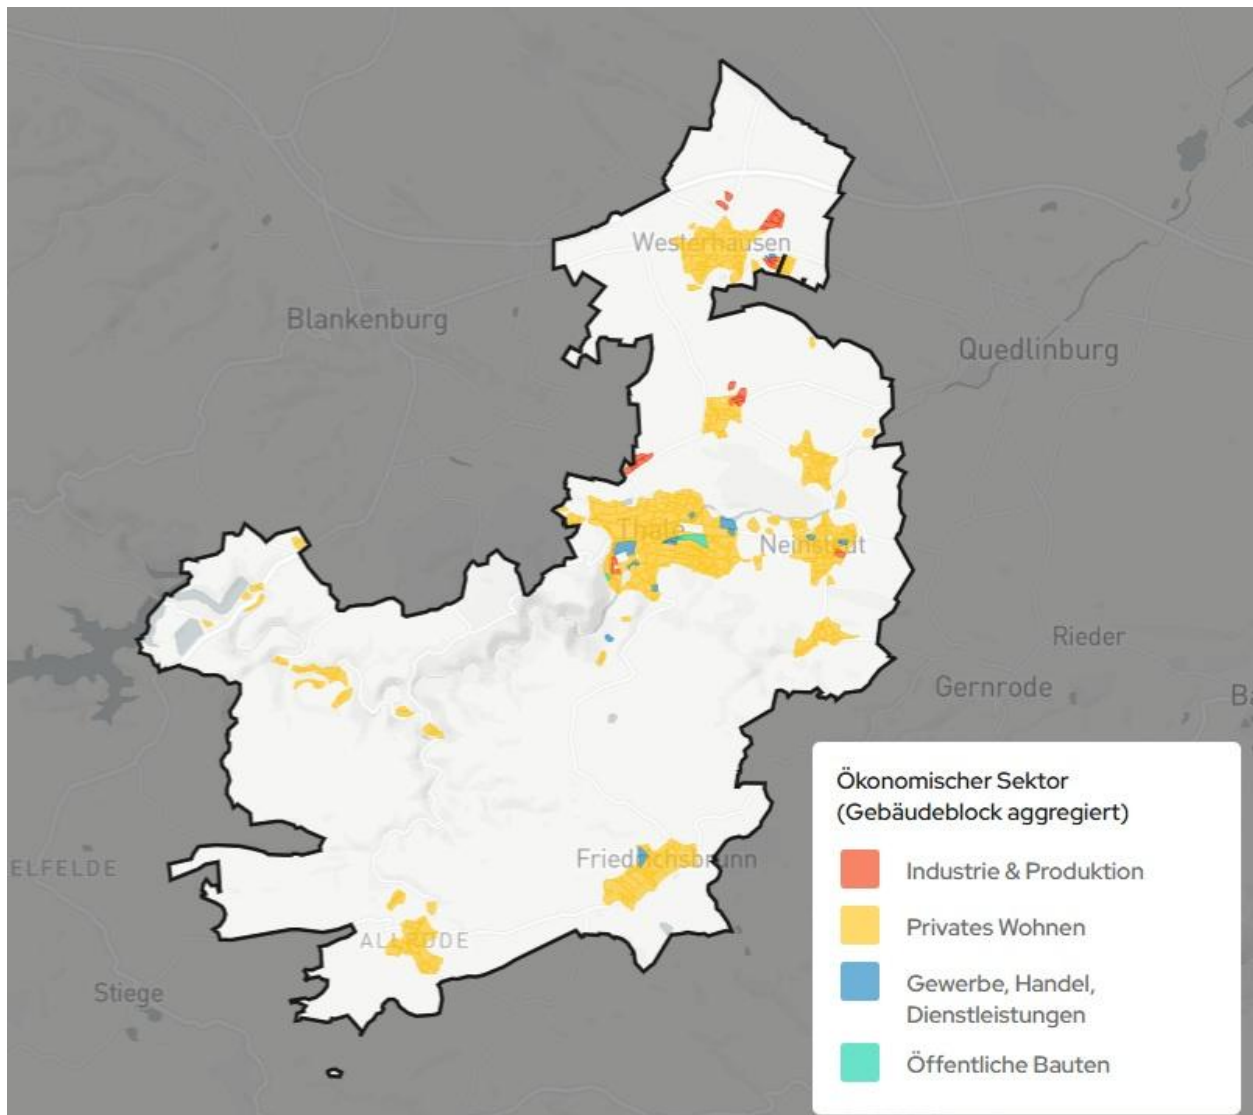 Westerhausen
Blankenburg
Quedlinburg
Thale
Neinstedt
Rieder
Gernrode
Ba
Ökonomischer Sektor
(Gebäudeblock aggregiert)
ELFELDE
Friedrichsbrunn
Industrie & Produktion
Privates Wohnen
ALLRODE
Stiege
Gewerbe, Handel,
Dienstleistungen
Öffentliche Bauten